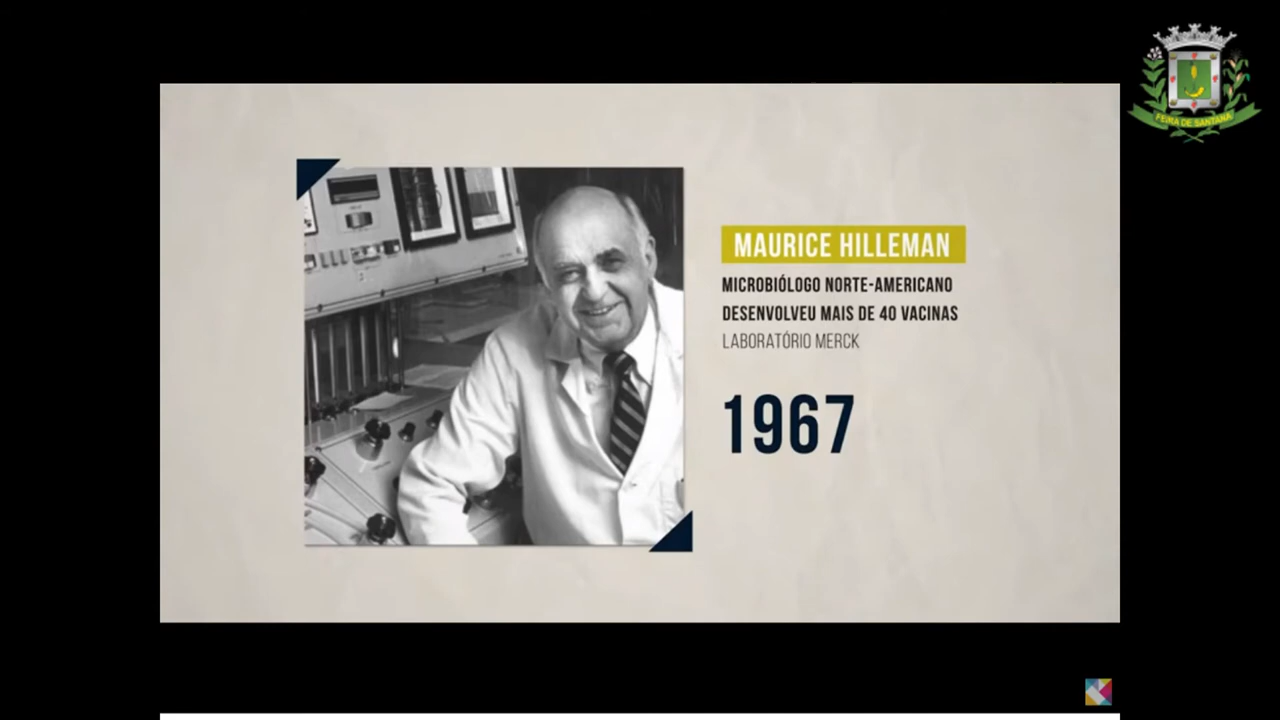 FEIRA DE SANTANA
MAURICE HILLEMAN
MICROBIÓLOGO NORTE-AMERICANO
DESENVOLVEU MAIS DE 40 VACINAS
LABORATÓRIO MERCK
1967